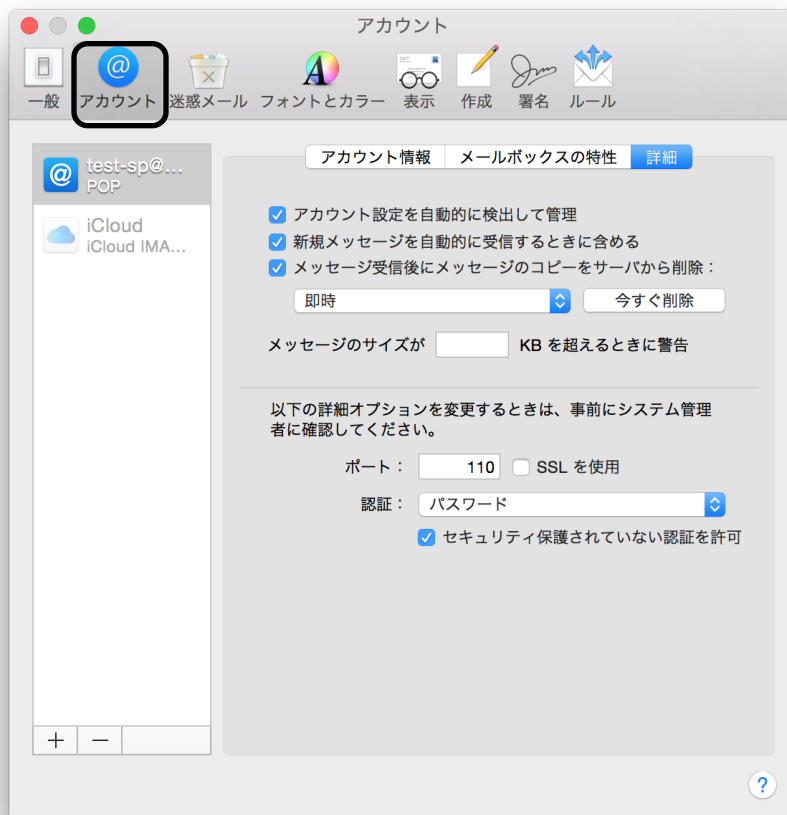 アカウント
一般
アカウント
迷惑メール
フォントとカラー
表示
作成
署名
ルール
test-sp@...
POP
iCloud
iCloud IMA...
アカウント情報
メールボックスの特性
詳細
アカウント設定を自動的に検出して管理
新規メッセージを自動的に受信するときに含める
メッセージ受信後にメッセージのコピーをサーバから削除：
即時
今すぐ削除
メッセージのサイズが KB を超えるときに警告
以下の詳細オプションを変更するときは、事前にシステム管理
者に確認してください。
ポート： 110 SSL を使用
認証： パスワード
セキュリティ保護されていない認証を許可